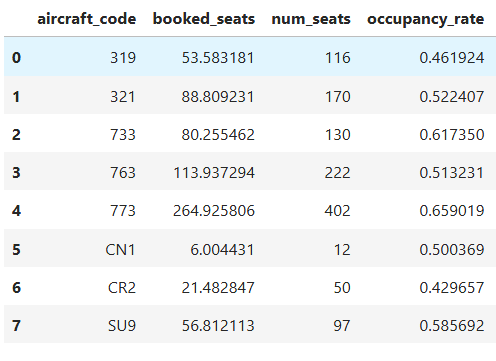 aircraft_code booked_seats num_seats occupancy_rate
0 319 53.583181 116 0.461924
1 321 88.809231 170 0.522407
2 733 80.255462 130 0.617350
3 763 113.937294 222 0.513231
4 773 264.925806 402 0.659019
5 CN1 6.004431 12 0.500369
6 CR2 21.482847 50 0.429657
7 SU9 56.812113 97 0.585692